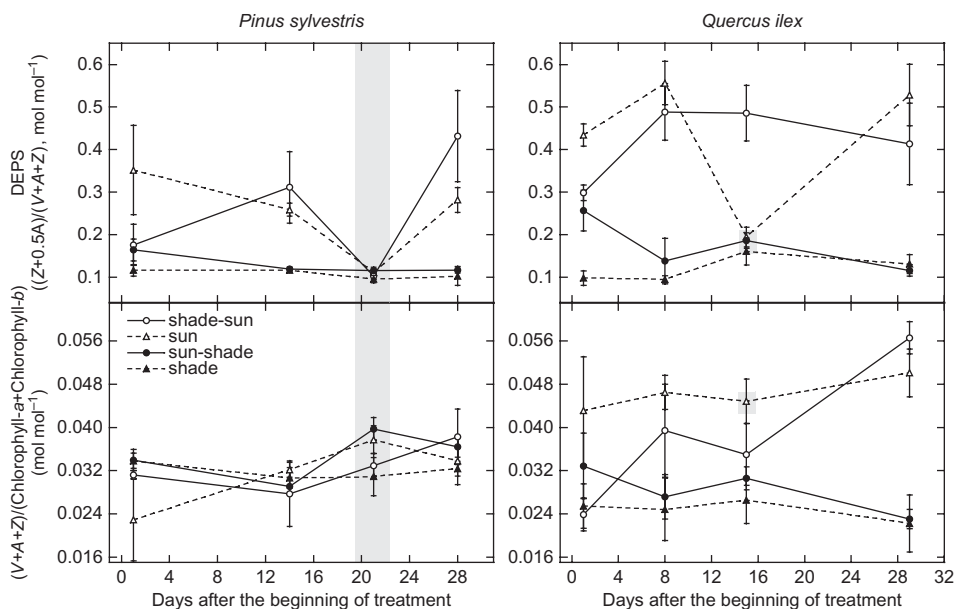 Pinus sylvestris
Quercus ilex
DEPS
((Z+0.5A)/(V+A+Z), mol mol⁻¹)
0.6
0.5
0.4
0.3
0.2
0.1
0.6
0.5
0.4
0.3
0.2
0.1
(V+A+Z)/(Chlorophyll-a+Chlorophyll-b)
(mol mol⁻¹)
0.056
0.048
0.040
0.032
0.024
0.016
shade-sun
sun
sun-shade
shade
0.056
0.048
0.040
0.032
0.024
0.016
0 4 8 12 16 20 24 28
0 4 8 12 16 20 24 28 32
Days after the beginning of treatment
Days after the beginning of treatment